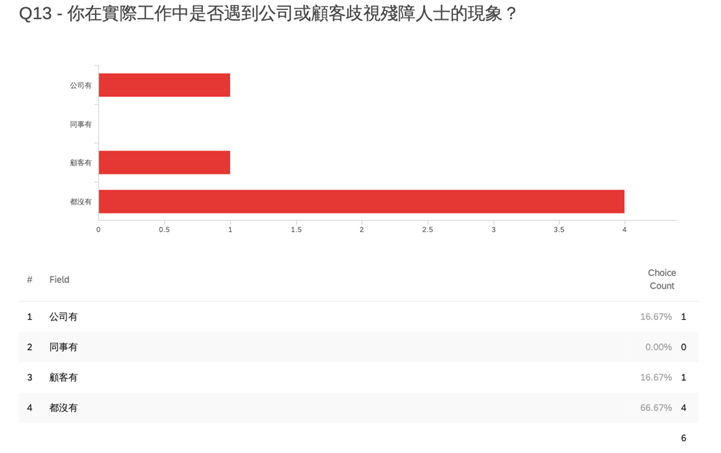 Q13 - 你在實際工作中是否遇到公司或顧客歧視殘障人士的現象？
公司有
同事有
顧客有
都沒有
0 0.5 1 1.5 2 2.5 3 3.5 4
# Field Choice Count
1 公司有 16.67% 1
2 同事有 0.00% 0
3 顧客有 16.67% 1
4 都沒有 66.67% 4
6